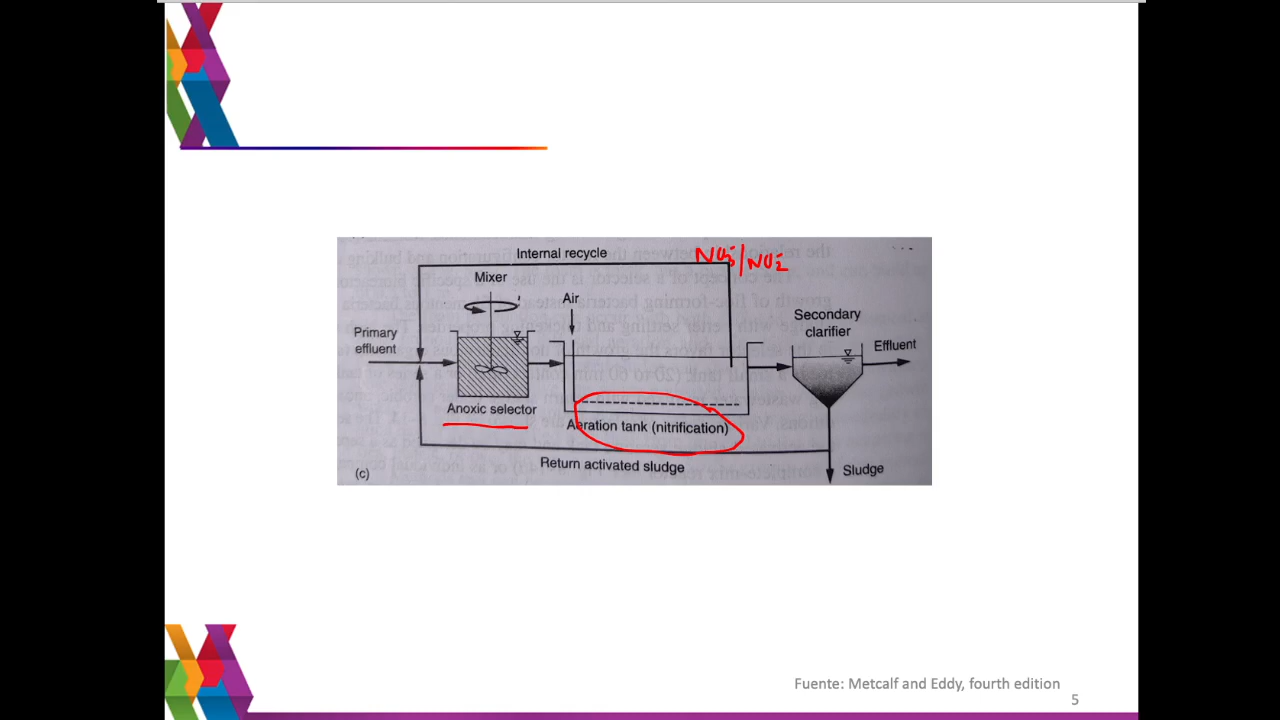 Internal recycle
NO3-/NO2-
Mixer
Air
Primary
effluent
Secondary
clarifier
Effluent
Anoxic selector
Aeration tank (nitrification)
Return activated sludge
Sludge
(c)
Fuente: Metcalf and Eddy, fourth edition
5